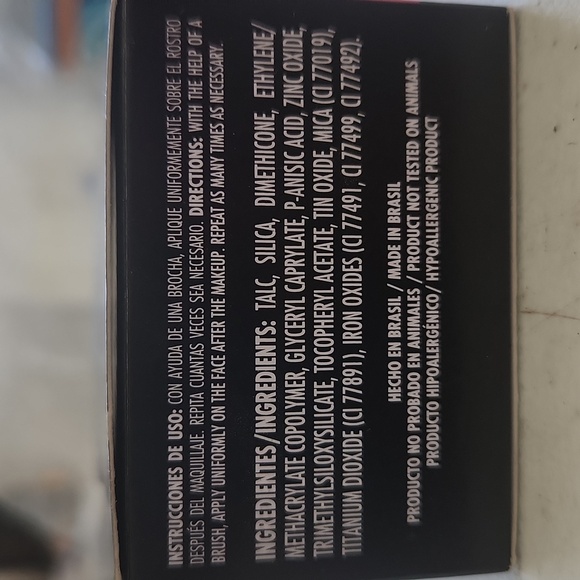 INSTRUCCIONES DE USO: CON AYUDA DE UNA BROCHA, APLIQUE UNIFORMEMENTE SOBRE EL ROSTRO
DESPUÉS DEL MAQUILLAJE. REPITA CUANTAS VECES SEA NECESARIO. DIRECTIONS: WITH THE HELP OF A
BRUSH, APPLY UNIFORMLY ON THE FACE AFTER THE MAKEUP. REPEAT AS MANY TIMES AS NECESSARY.
INGREDIENTES/INGREDIENTS: TALC, SILICA, DIMETHICONE, ETHYLENE/
METHACRYLATE COPOLYMER, GLYCERYL CAPRYLATE, P-ANISIC ACID, ZINC OXIDE,
TRIMETHYLSILOXYSILICATE, TOCOPHERYL ACETATE, TIN OXIDE, MICA (CI 77019),
TITANIUM DIOXIDE (CI 77891), IRON OXIDES (CI 77491, CI 77499, CI 77492).
HECHO EN BRASIL / MADE IN BRASIL
PRODUCTO NO PROBADO EN ANIMALES / PRODUCT NOT TESTED ON ANIMALS
PRODUCTO HIPOALERGÉNICO/ HYPOALLERGENIC PRODUCT